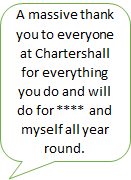 A massive thank
you to everyone
at Chartershall
for everything
you do and will
do for **** and
myself all year
round.